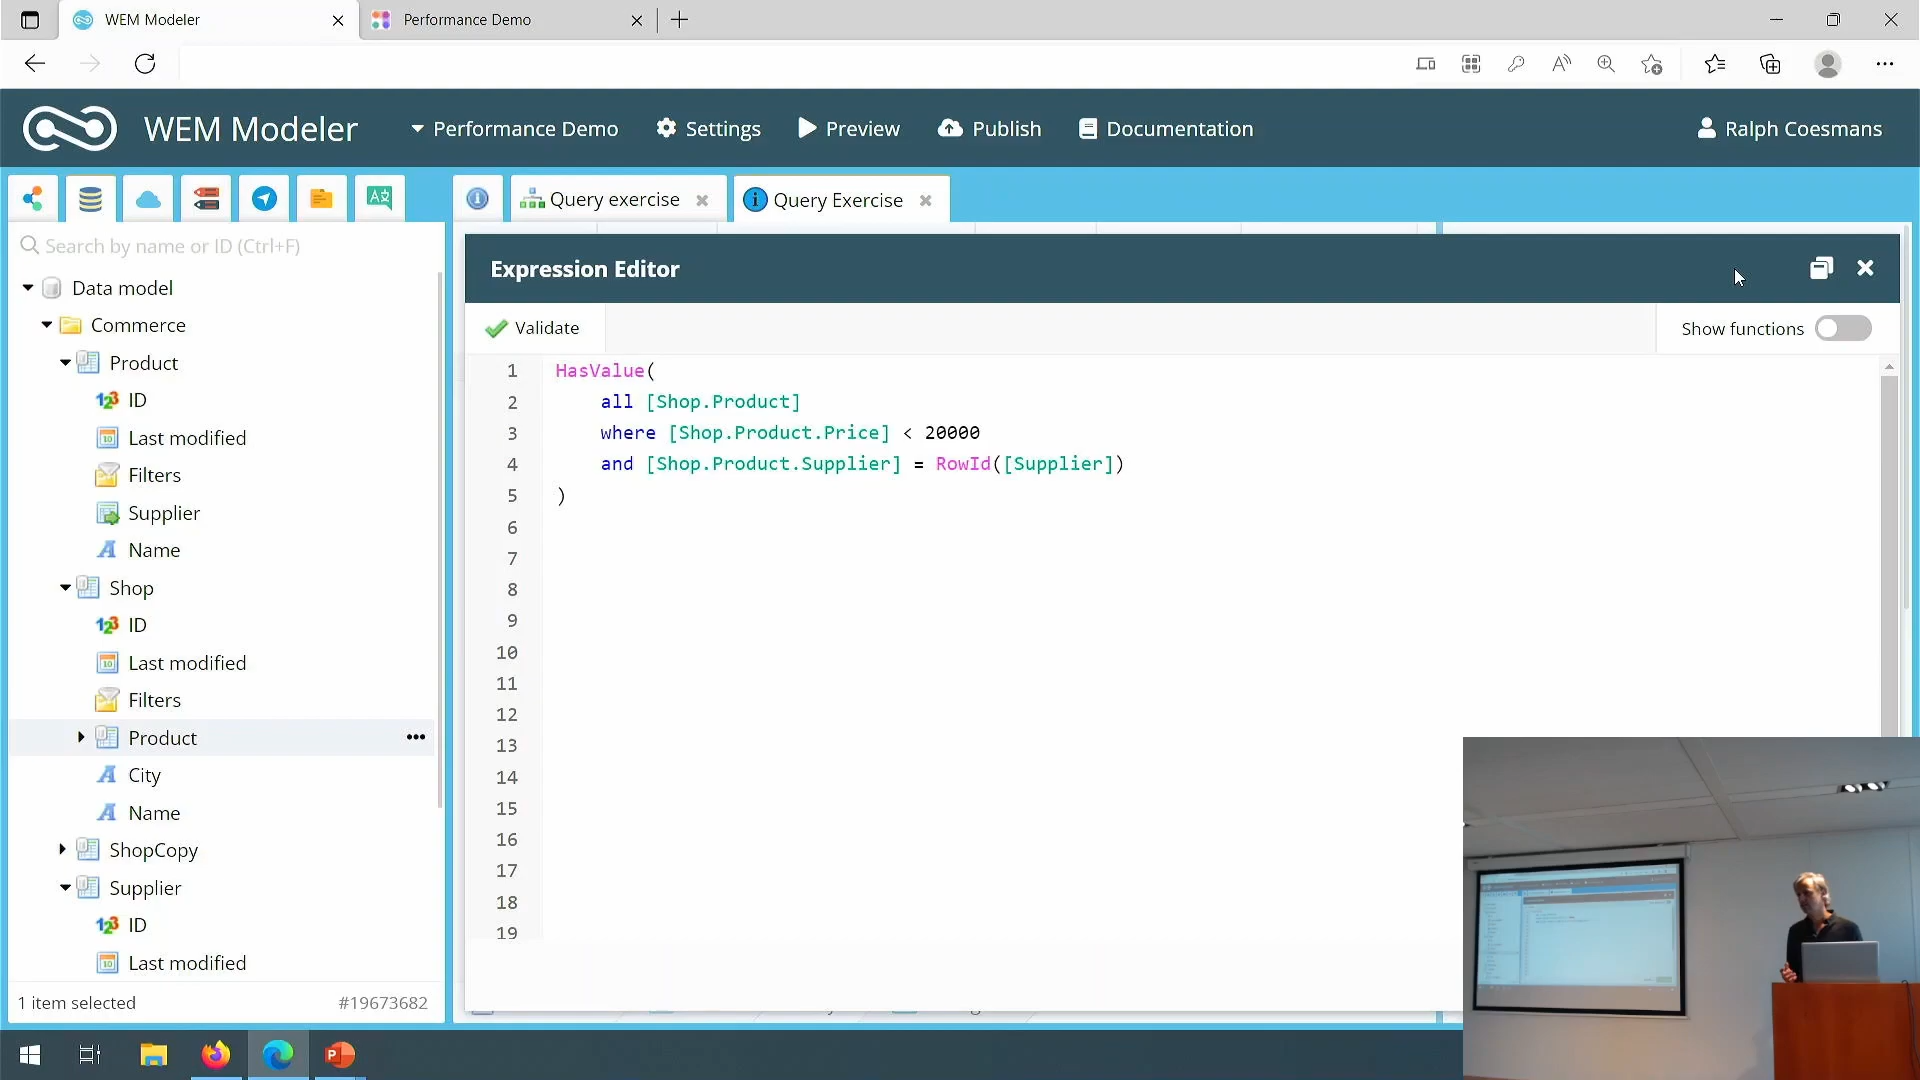 WEM Modeler
Performance Demo
WEM Modeler
Performance Demo
Settings
Preview
Publish
Documentation
Ralph Coesmans
Query exercise
Query Exercise
Search by name or ID (Ctrl+F)
Data model
Commerce
Product
ID
Last modified
Filters
Supplier
Name
Shop
ID
Last modified
Filters
Product
City
Name
ShopCopy
Supplier
ID
Last modified
1 item selected
#19673682
Expression Editor
Validate
Show functions
1 HasValue(
2 all [Shop.Product]
3 where [Shop.Product.Price] < 20000
4 and [Shop.Product.Supplier] = RowId([Supplier])
5 )
6
7
8
9
10
11
12
13
14
15
16
17
18
19